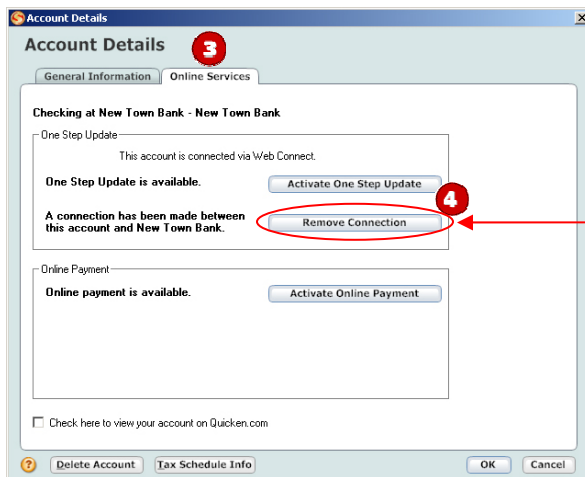 Account Details
Account Details
3
General Information
Online Services
Checking at New Town Bank - New Town Bank
One Step Update
This account is connected via Web Connect.
One Step Update is available.
Activate One Step Update
4
A connection has been made between
this account and New Town Bank.
Remove Connection
Online Payment
Online payment is available.
Activate Online Payment
Check here to view your account on Quicken.com
?
Delete Account
Tax Schedule Info
OK
Cancel